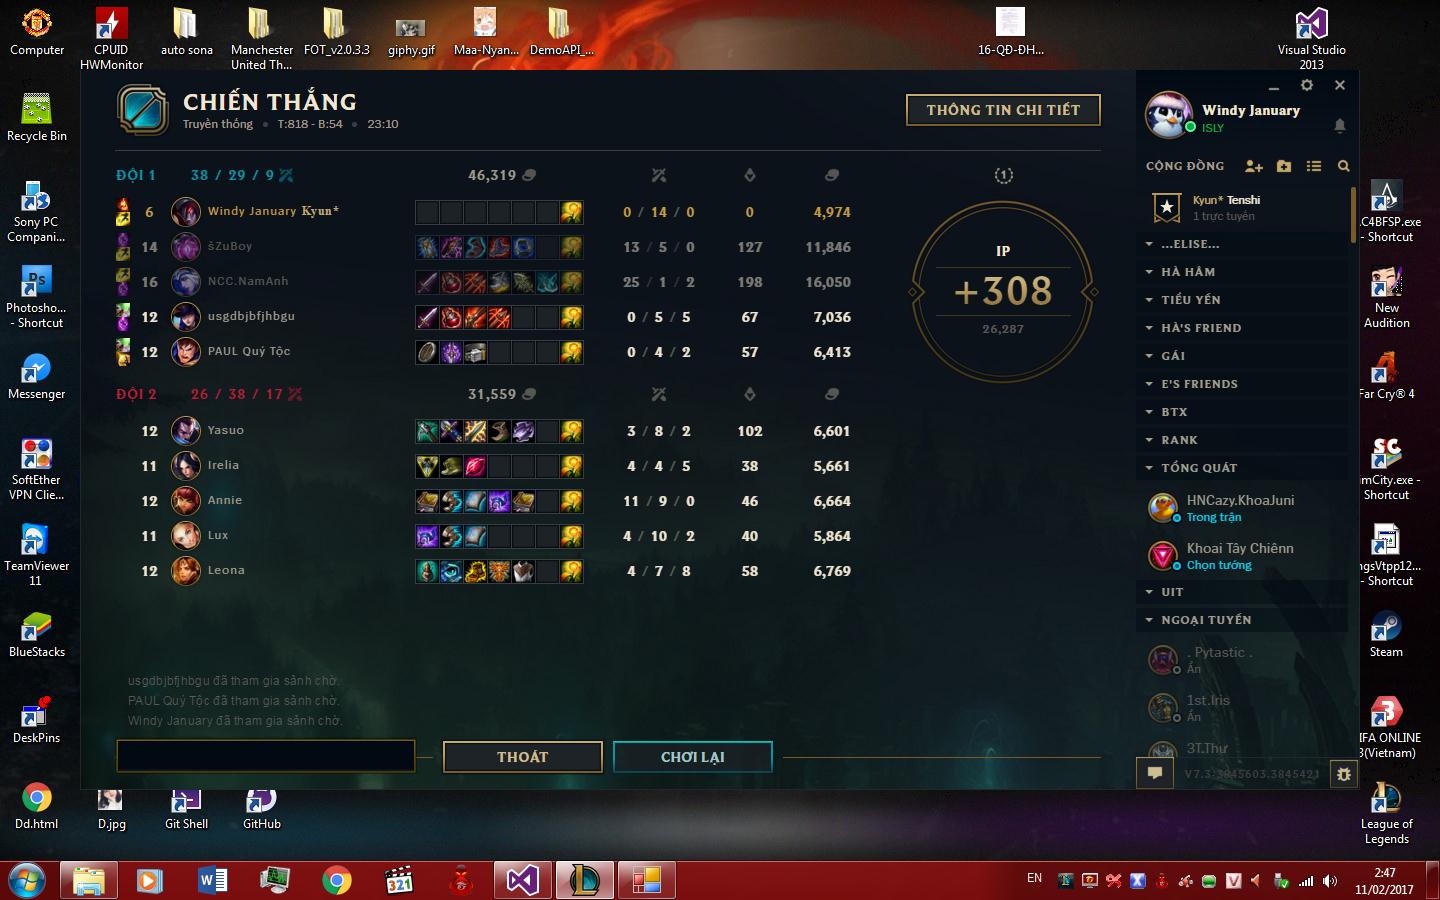 Computer
CPUID
HWMonitor
auto sona
Manchester
United Th...
FOT_v2.0.3.3
giphy.gif
Maa-Nyan...
DemoAPI_...
16-QĐ-ĐH...
Visual Studio
2013
Recycle Bin
Sony PC
Compani...
Photosho...
- Shortcut
Messenger
SoftEther
VPN Clie...
TeamViewer
11
BlueStacks
DeskPins
Dd.html
D.jpg
Git Shell
GitHub
CHIẾN THẮNG
Truyền thống • T:818 - B:54 • 23:10
THÔNG TIN CHI TIẾT
ĐỘI 1 38 / 29 / 9 46,319
6 Windy January Kyun* 0 / 14 / 0 0 4,974
14 šZuBoy 13 / 5 / 0 127 11,846
16 NCC.NamAnh 25 / 1 / 2 198 16,050
12 usgdbjbfjhbgu 0 / 5 / 5 67 7,036
12 PAUL Quý Tộc 0 / 4 / 2 57 6,413
ĐỘI 2 26 / 38 / 17 31,559
12 Yasuo 3 / 8 / 2 102 6,601
11 Irelia 4 / 4 / 5 38 5,661
12 Annie 11 / 9 / 0 46 6,664
11 Lux 4 / 10 / 2 40 5,864
12 Leona 4 / 7 / 8 58 6,769
1
IP
+308
26,287
usgdbjbfjhbgu đã tham gia sảnh chờ.
PAUL Quý Tộc đã tham gia sảnh chờ.
Windy January đã tham gia sảnh chờ.
THOÁT
CHƠI LẠI
Windy January
ISLY
CỘNG ĐỒNG
Kyun* Tenshi
1 trực tuyến
...ELISE...
HÀ HÂM
TIỂU YẾN
HÀ'S FRIEND
GÁI
E'S FRIENDS
BTX
RANK
TỔNG QUÁT
HNCazy.KhoaJuni
Trong trận
Khoai Tây Chiênn
Chọn tướng
UIT
NGOẠI TUYẾN
. Pytastic .
Ẩn
1st.Iris
Ẩn
3T.Thư
V7.3.3845603.3845421
.C4BFSP.exe
- Shortcut
New
Audition
Far Cry® 4
SC
imCity.exe -
Shortcut
ngsVtpp12...
- Shortcut
Steam
IFA ONLINE
3(Vietnam)
League of
Legends
321
EN
2:47
11/02/2017